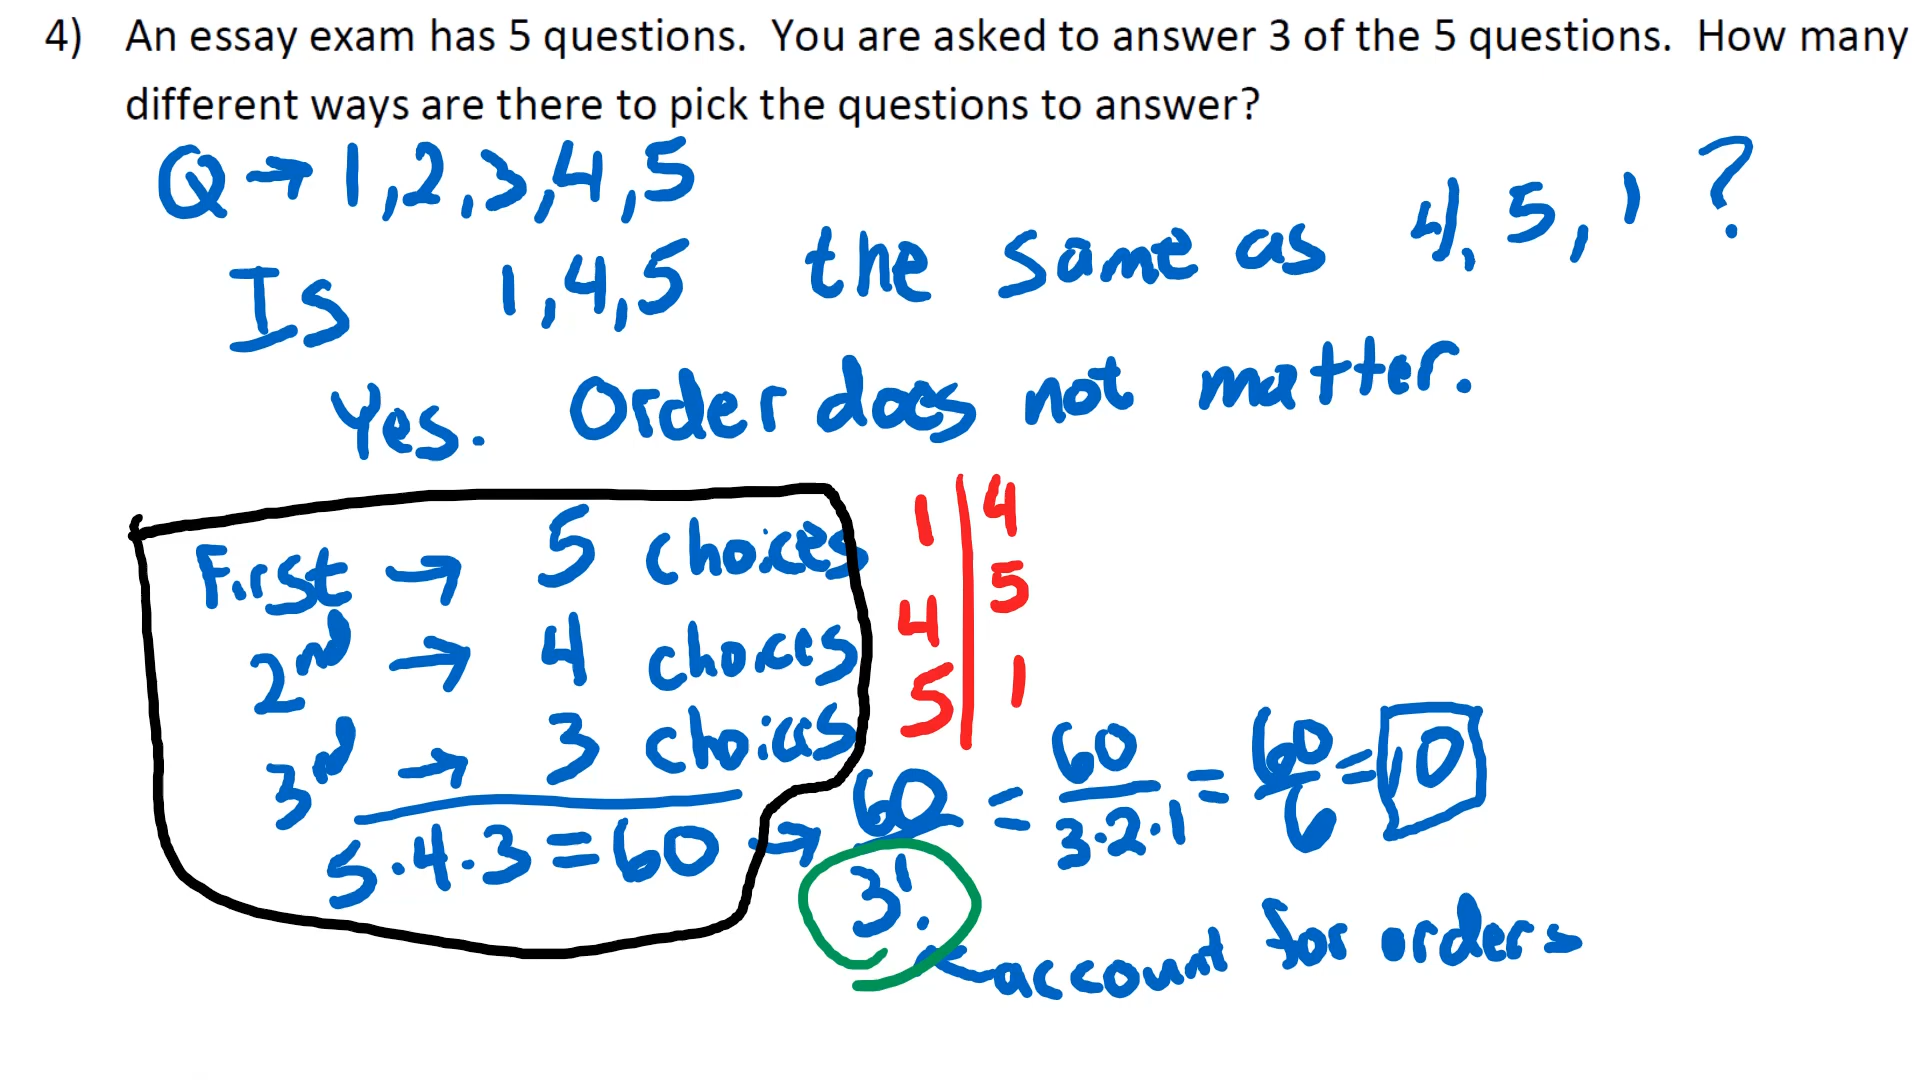 4) An essay exam has 5 questions. You are asked to answer 3 of the 5 questions. How many
different ways are there to pick the questions to answer?
Q → 1,2,3,4,5
Is 1,4,5 the same as 4,5,1 ?
Yes. Order does not matter.
First → 5 choices
2nd → 4 choices
3rd → 3 choices
5·4·3=60 → 60/3! = 60/3·2·1 = 60/6 = 10
1 | 4
4 | 5
5 | 1
account for orders